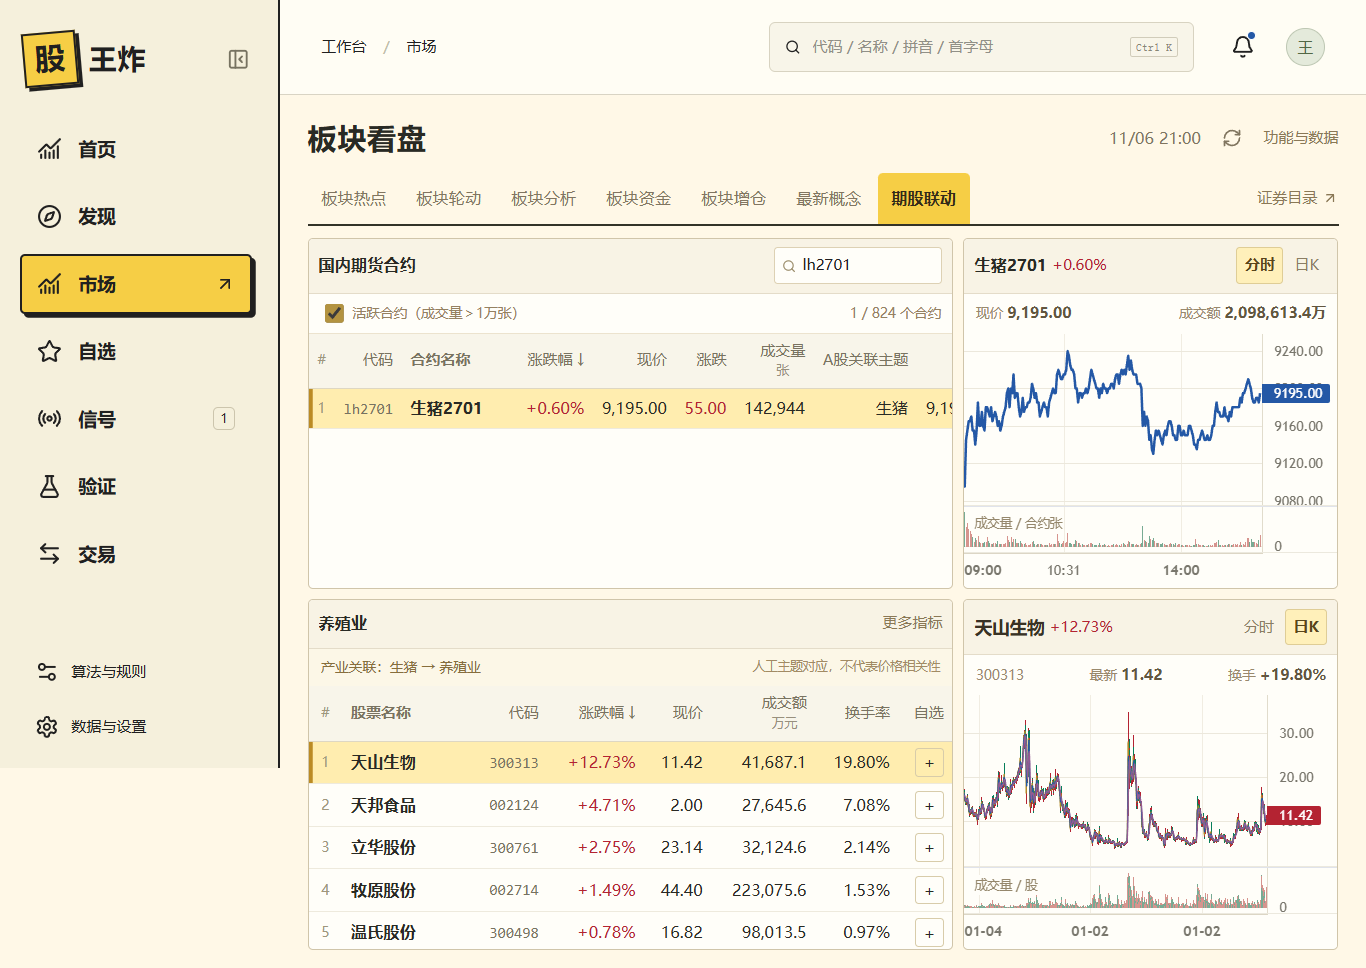 股 王炸
首页
发现
市场
自选
信号 1
验证
交易
算法与规则
数据与设置
工作台 / 市场
代码 / 名称 / 拼音 / 首字母 Ctrl K
王
板块看盘
11/06 21:00 功能与数据
板块热点 板块轮动 板块分析 板块资金 板块增仓 最新概念 期股联动 证券目录
国内期货合约 lh2701
活跃合约（成交量 > 1万张） 1 / 824 个合约
# 代码 合约名称 涨跌幅↓ 现价 涨跌 成交量 A股关联主题
张
1 lh2701 生猪2701 +0.60% 9,195.00 55.00 142,944 生猪 9,19
生猪2701 +0.60% 分时 日K
现价 9,195.00 成交额 2,098,613.4万
9240.00
9195.00
9160.00
9120.00
9080.00
成交量 / 合约张
0
09:00 10:31 14:00
养殖业 更多指标
产业关联：生猪 → 养殖业 人工主题对应，不代表价格相关性
# 股票名称 代码 涨跌幅↓ 现价 成交额 换手率 自选
万元
1 天山生物 300313 +12.73% 11.42 41,687.1 19.80% +
2 天邦食品 002124 +4.71% 2.00 27,645.6 7.08% +
3 立华股份 300761 +2.75% 23.14 32,124.6 2.14% +
4 牧原股份 002714 +1.49% 44.40 223,075.6 1.53% +
5 温氏股份 300498 +0.78% 16.82 98,013.5 0.97% +
天山生物 +12.73% 分时 日K
300313 最新 11.42 换手 +19.80%
30.00
20.00
11.42
成交量 / 股
0
01-04 01-02 01-02